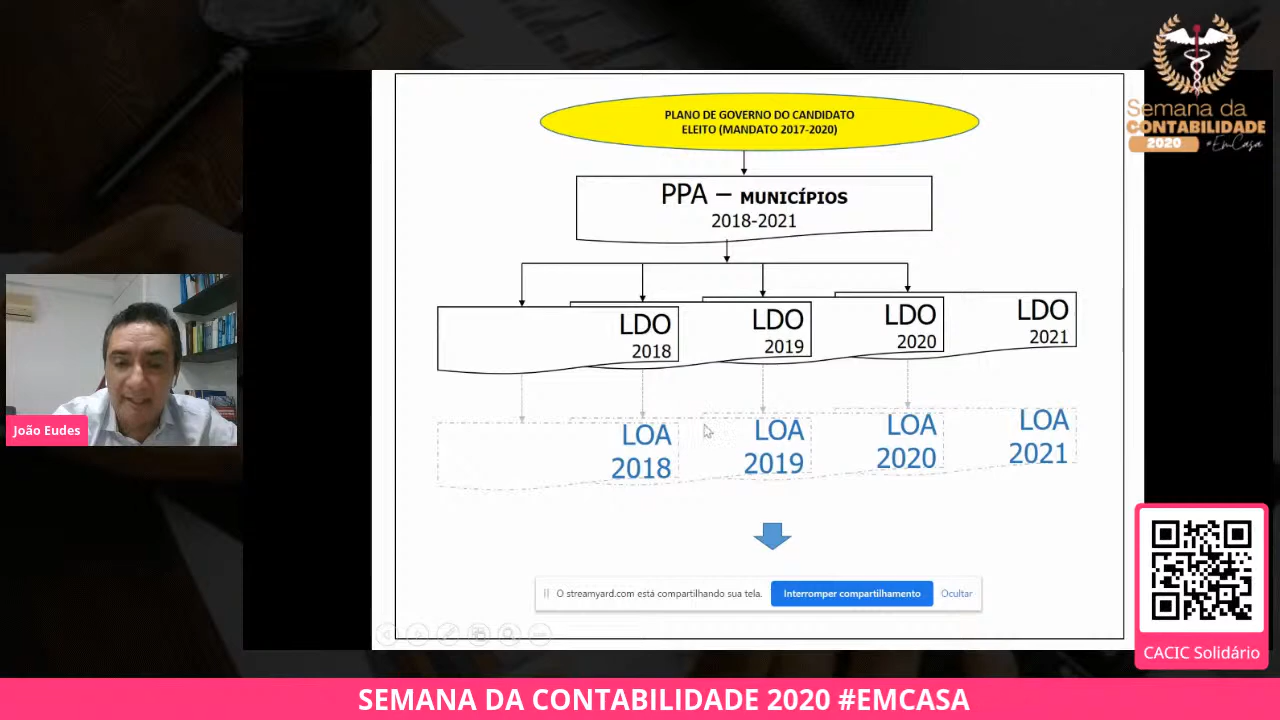 PLANO DE GOVERNO DO CANDIDATO
ELEITO (MANDATO 2017-2020)
PPA – MUNICÍPIOS
2018-2021
LDO
2018
LDO
2019
LDO
2020
LDO
2021
LOA
2018
LOA
2019
LOA
2020
LOA
2021
O streamyard.com está compartilhando sua tela.
Interromper compartilhamento
Ocultar
João Eudes
Semana da
CONTABILIDADE
2020 #EmCasa
CACIC Solidário
SEMANA DA CONTABILIDADE 2020 #EMCASA